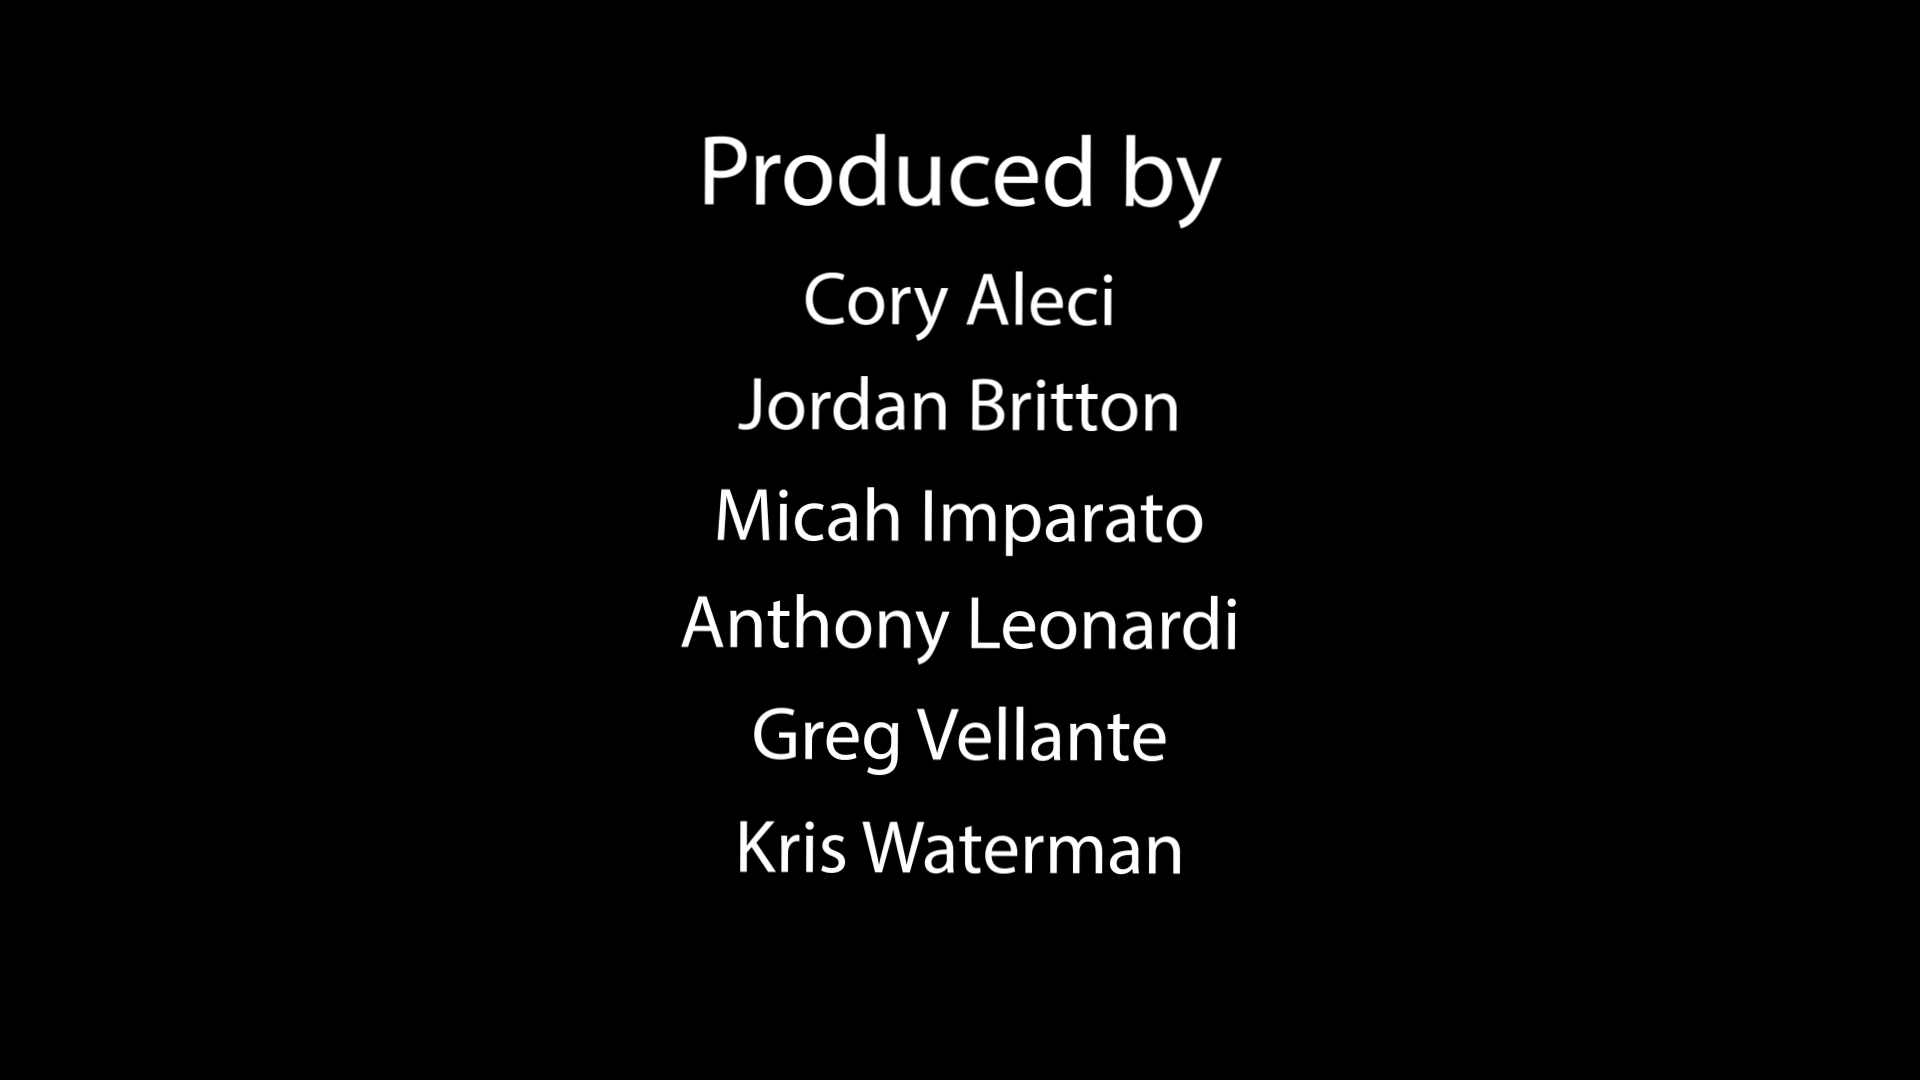 Produced by
Cory Aleci
Jordan Britton
Micah Imparato
Anthony Leonardi
Greg Vellante
Kris Waterman